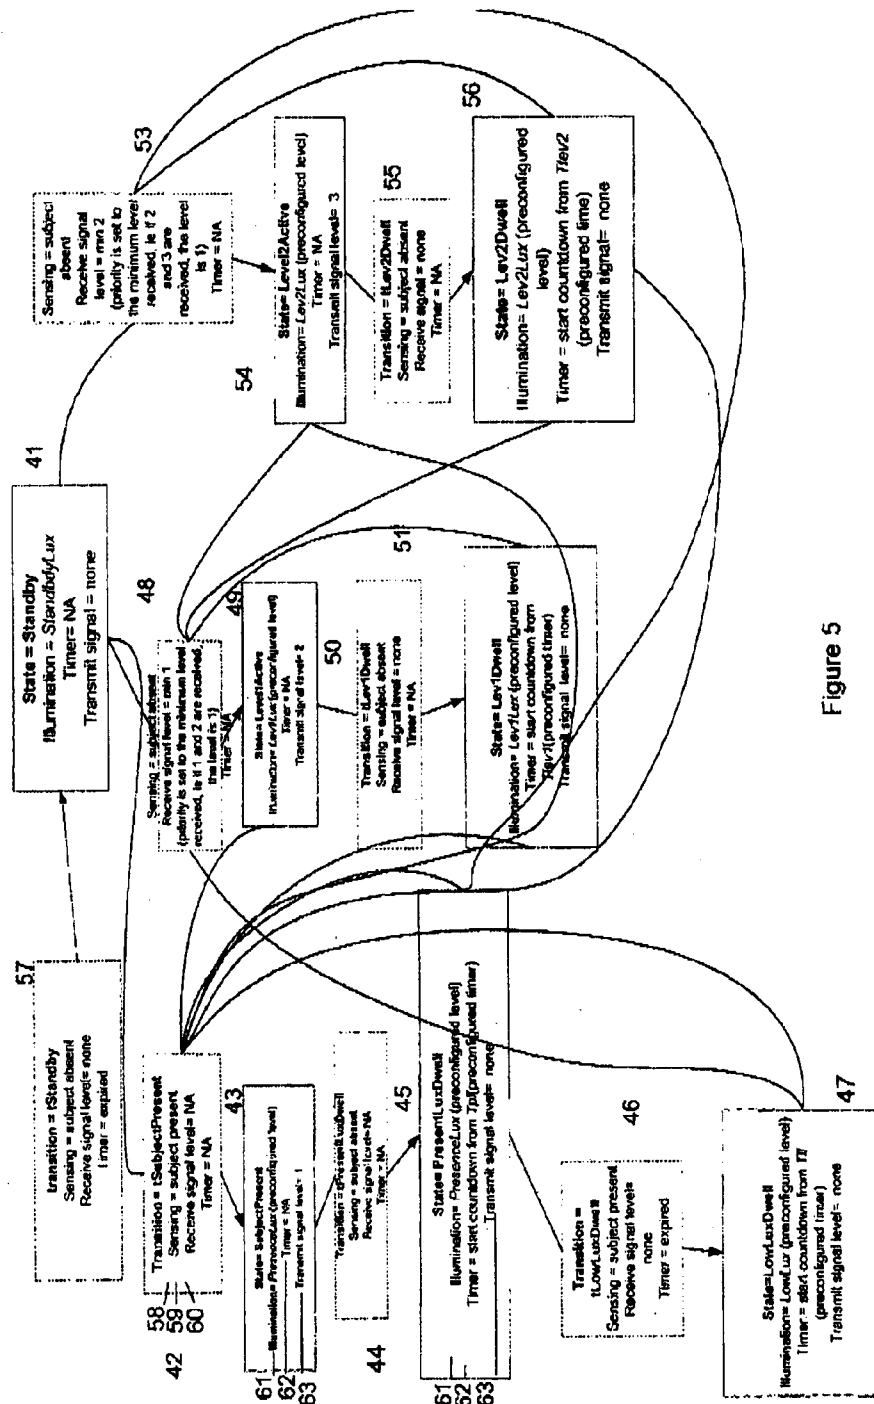 41
State = Standby
Illumination = StandbdyLux
Timer= NA
Transmit signal = none
57
transition = tStandby
Sensing = subject absent
Receive signal level= none
timer = expired
58
59
60
42
Transition = tSubjectPresent
Sensing = subject present
Receive signal level= NA
Timer = NA
43
State= SubjectPresent
Illumination= PresenceLux (preconfigured level)
Timer = NA
Transmit signal level= 1
61
62
63
44
Sensing = subject absent
Receive signal level= NA
Timer = NA
45
State= PresentLuxDwell
Illumination= PresenceLux (preconfigured level)
Timer = start countdown from Tpl(preconfigured timer)
Transmit signal level= none
61
62
63
46
Transition =
tLowLuxDwell
Sensing = subject present
Receive signal level=
none
Timer = expired
47
State=LowLuxDwell
Illumination= LowLux (preconfigured level)
Timer = start countdown from Tll
(preconfigured timer)
Transmit signal level= none
48
Sensing = subject absent
Receive signal level = min 1
(priority is set to the minimum level
received, ie if 1 and 2 are received,
the level is 1)
Timer = NA
49
State= Level1Active
Illumination= Lev1Lux (preconfigured level)
Timer = NA
Transmit signal level= 2
50
Transition = tLev1Dwell
Sensing = subject absent
Receive signal level = none
Timer = NA
51
State= Lev1Dwell
Illumination= Lev1Lux (preconfigured level)
Timer = start countdown from
(preconfigured timer)
Transmit signal level= none
53
Sensing = subject
absent
Receive signal
level = min 2
(priority is set to
the minimum level
received, ie if 2
and 3 are
received, the level
is 1)
Timer = NA
54
State= Level2Active
Illumination= Lev2Lux (preconfigured level)
Timer = NA
Transmit signal level= 3
55
Transition = tLev2Dwell
Sensing = subject absent
Receive signal = none
Timer = NA
56
State= Lev2Dwell
Illumination= Lev2Lux (preconfigured
level)
Timer = start countdown from Tlev2
(preconfigured time)
Transmit signal= none
Figure 5